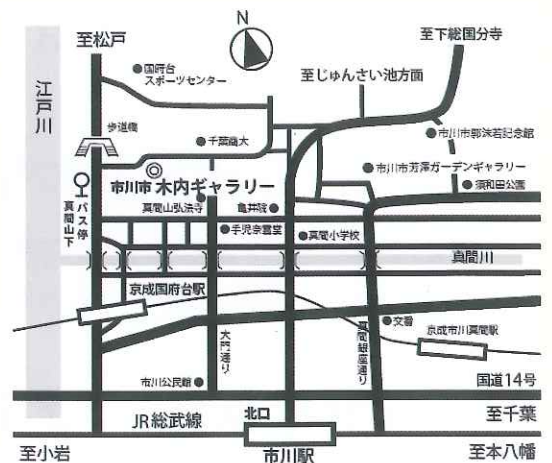 N
至松戸
至下総国分寺
国府台
スポーツセンター
至じゅんさい池方面
江戸川
歩道橋
千葉商大
市川市郭沫若記念館
市川市芳澤ガーデンギャラリー
市川市 木内ギャラリー
須和田公園
バス停
真間山下
真間山弘法寺
亀井院
手児奈霊堂
真間小学校
真間川
京成国府台駅
大門通り
真間銀座通り
交番
京成市川真間駅
市川公民館
国道14号
JR総武線
北口
至千葉
至小岩
市川駅
至本八幡